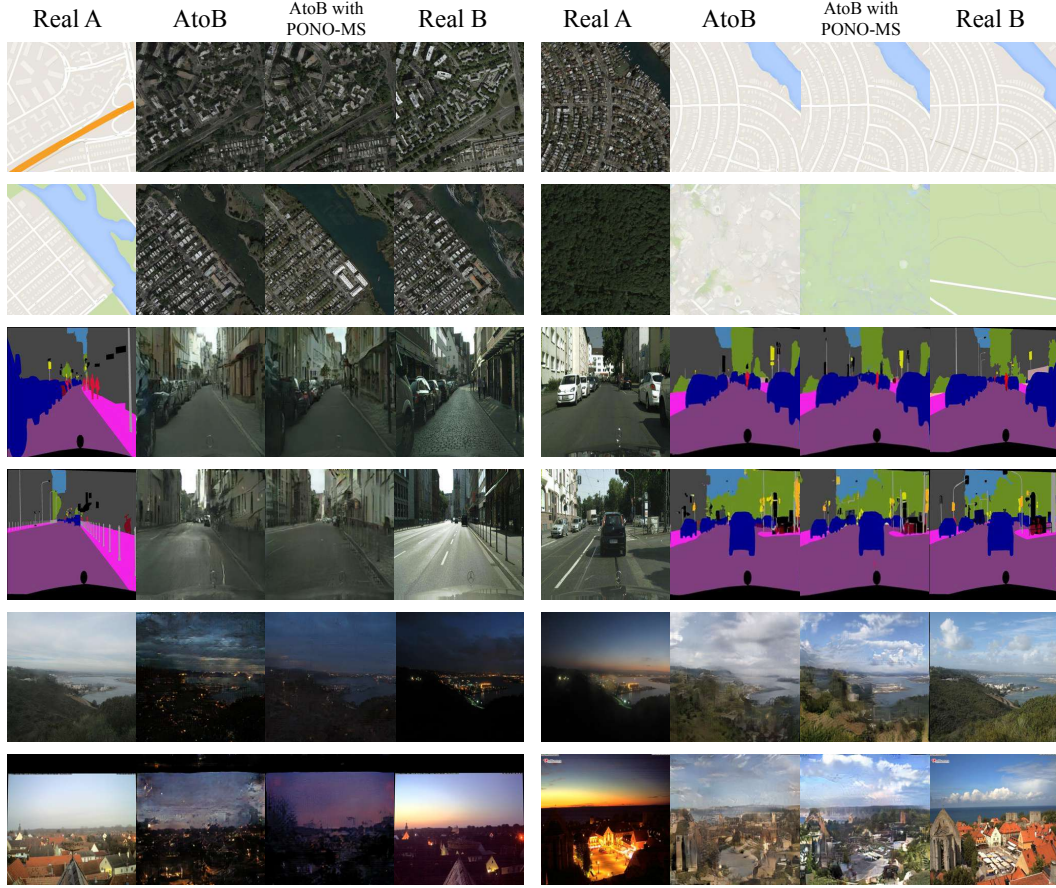 Real A
AtoB
AtoB with
PONO-MS
Real B
Real A
AtoB
AtoB with
PONO-MS
Real B